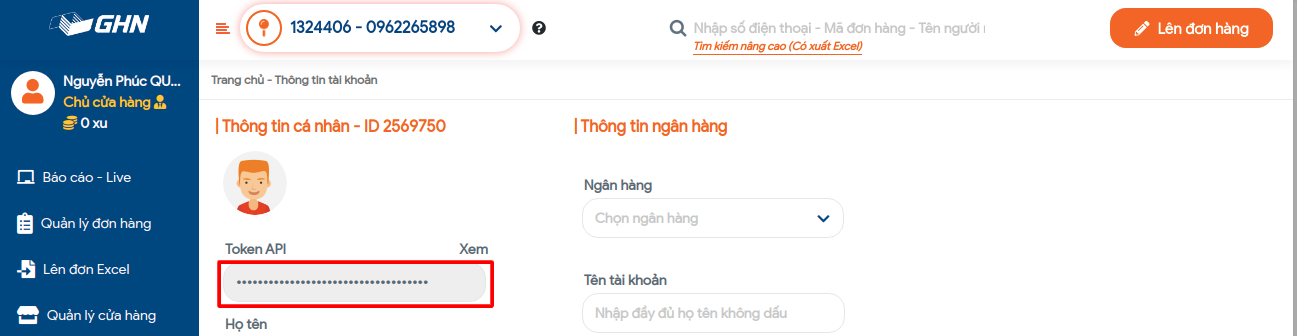 GHN
1324406 - 0962265898
Nhập số điện thoại - Mã đơn hàng - Tên người
Tìm kiếm nâng cao (Có xuất Excel)
Lên đơn hàng
Nguyễn Phúc QU...
Chủ cửa hàng
0 xu
Báo cáo - Live
Quản lý đơn hàng
Lên đơn Excel
Quản lý cửa hàng
Trang chủ - Thông tin tài khoản
Thông tin cá nhân - ID 2569750
Token API Xem
••••••••••••••••••••••••••••••••••••
Họ tên
Thông tin ngân hàng
Ngân hàng
Chọn ngân hàng
Tên tài khoản
Nhập đầy đủ họ tên không dấu